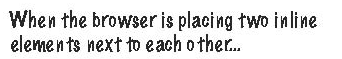 When the browser is placing two inline
elements next to each other...